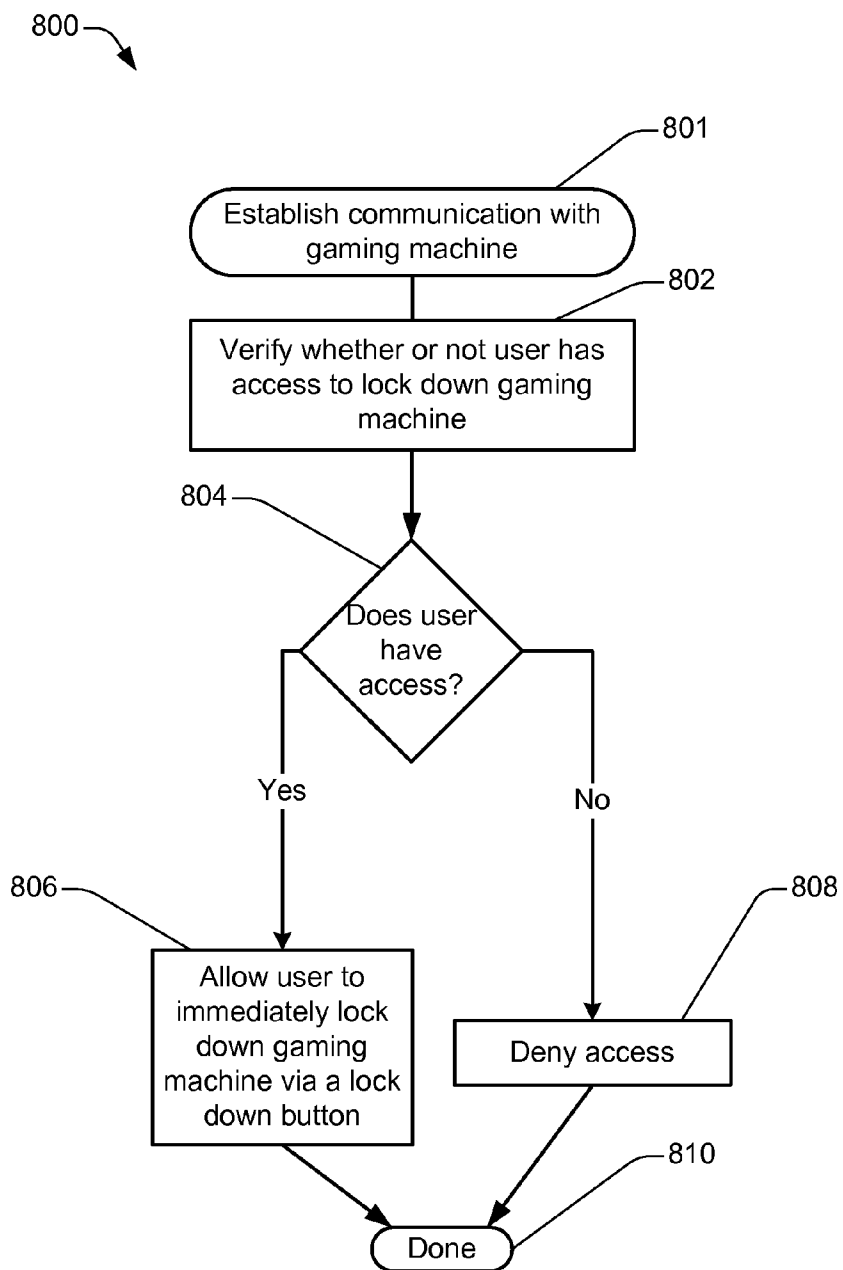 800
801
Establish communication with
gaming machine
802
Verify whether or not user has
access to lock down gaming
machine
804
Does user
have
access?
Yes
No
806
808
Allow user to
immediately lock
down gaming
machine via a lock
down button
Deny access
810
Done